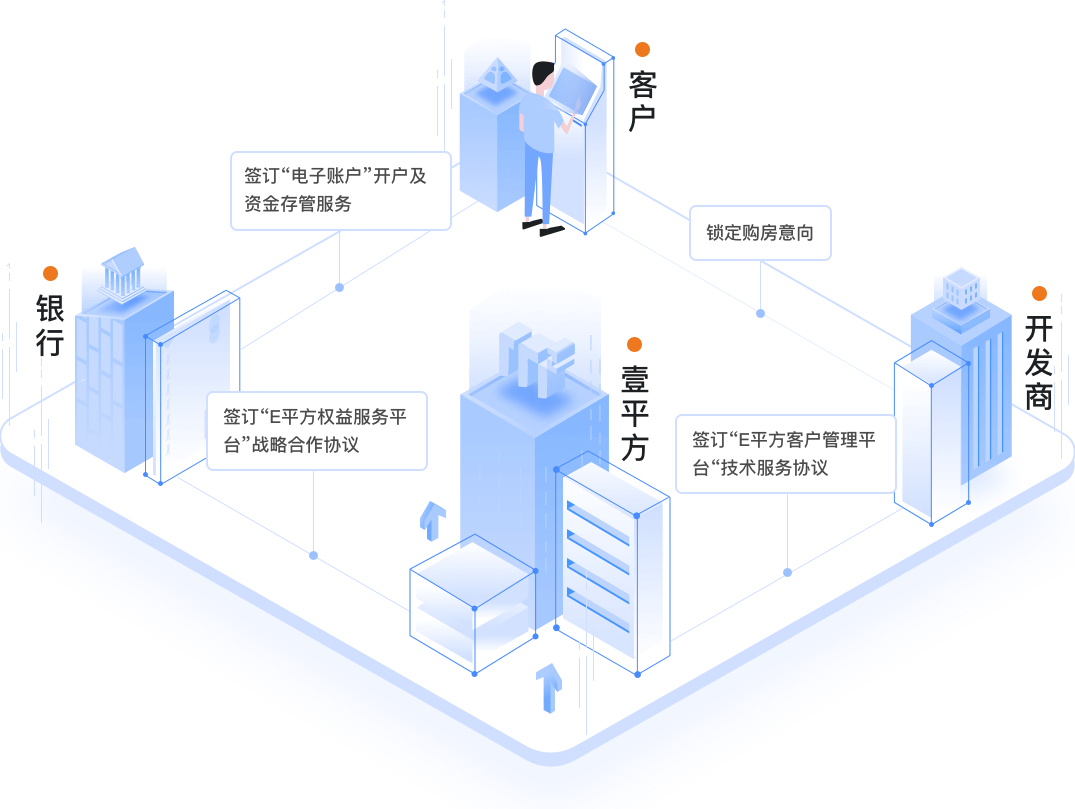 客户
签订“电子账户”开户及
资金存管服务
锁定购房意向
银行
开发商
壹平方
签订“E平方权益服务平
台”战略合作协议
签订“E平方客户管理平
台“技术服务协议